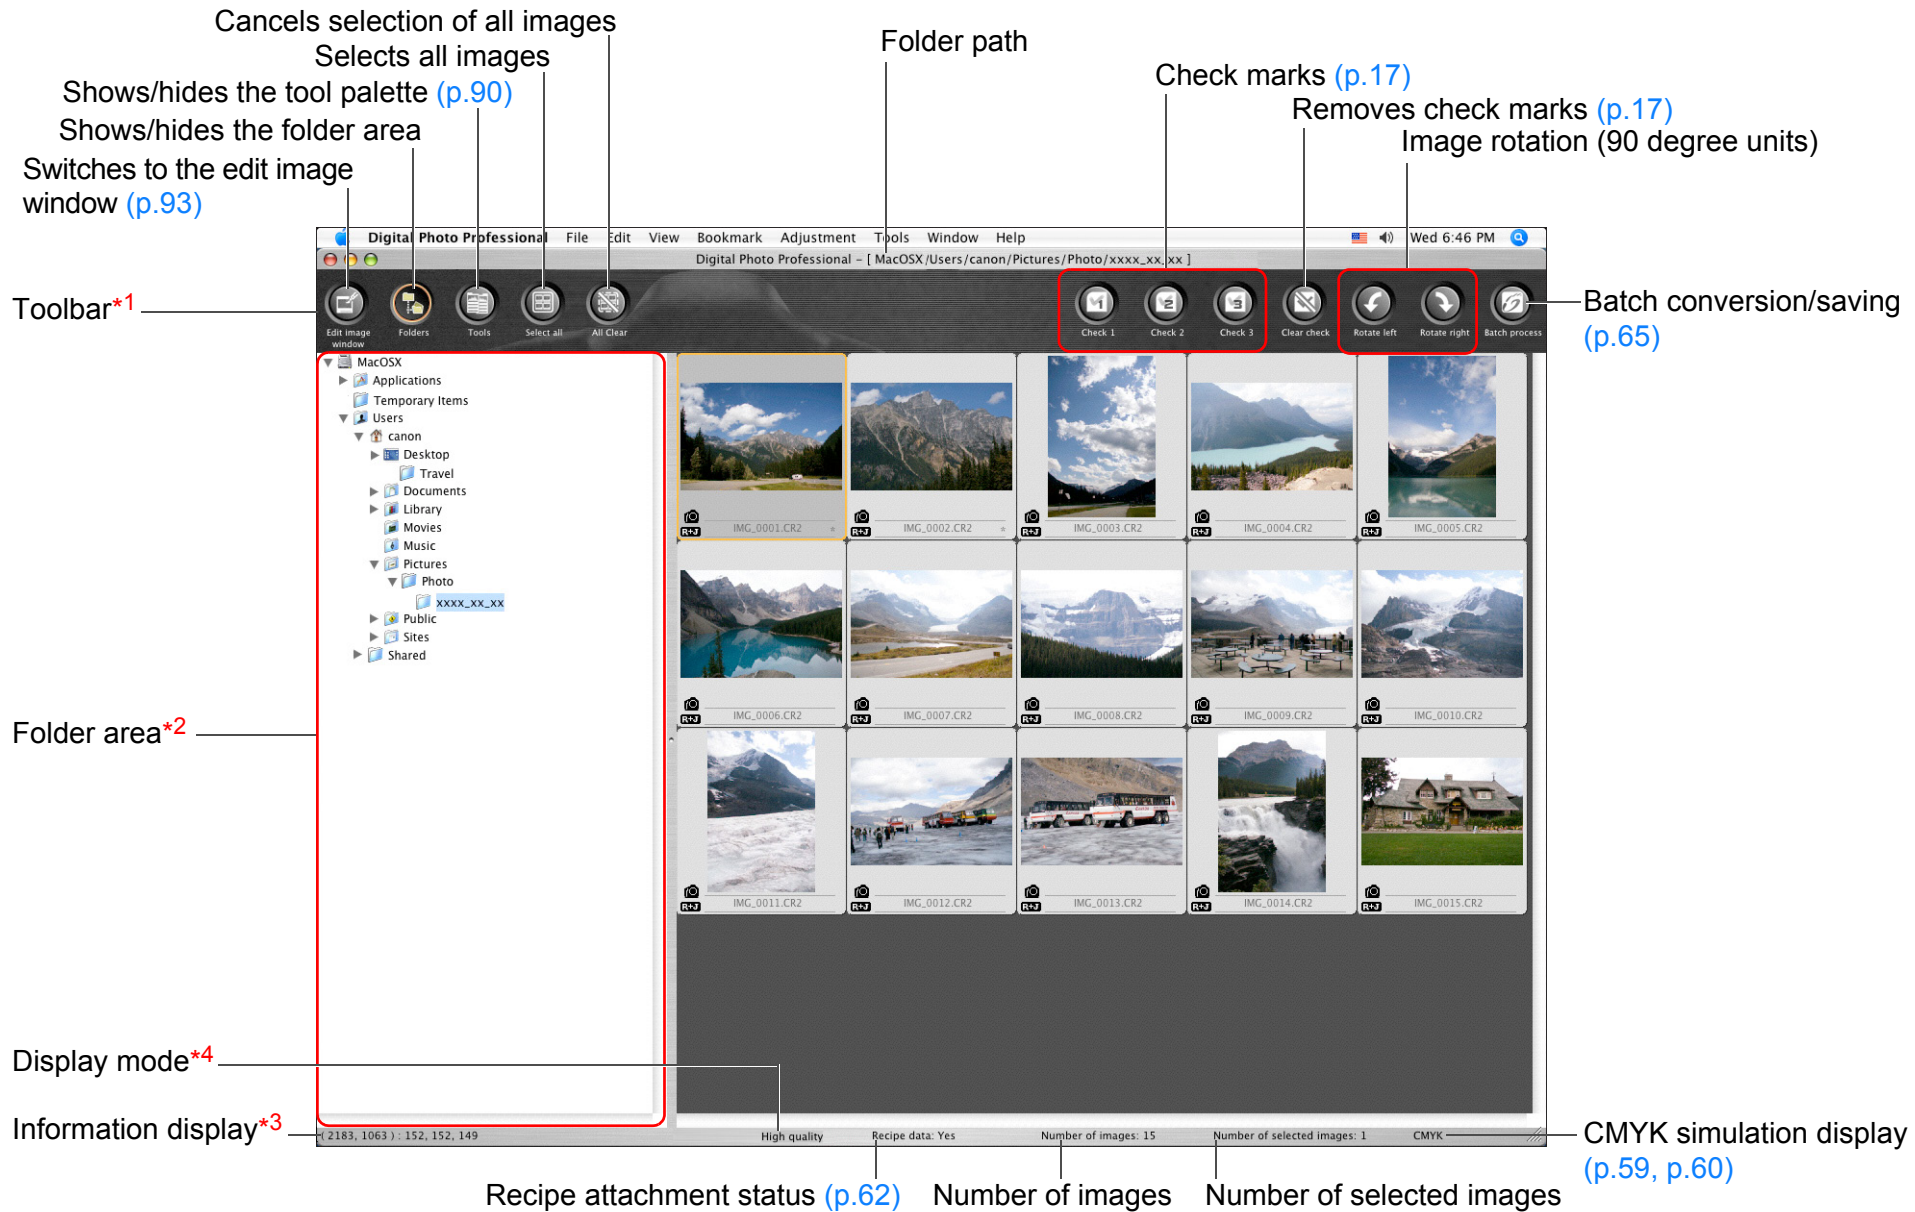 Cancels selection of all images
Selects all images
Shows/hides the tool palette (p.90)
Shows/hides the folder area
Switches to the edit image
window (p.93)
Folder path
Check marks (p.17)
Removes check marks (p.17)
Image rotation (90 degree units)
Digital Photo Professional File Edit View Bookmark Adjustment Tools Window Help Wed 6:46 PM
Digital Photo Professional – [ MacOSX/Users/canon/Pictures/Photo/xxxx_xx_xx ]
Toolbar*1
Edit image
window
Folders
Tools
Select all
All Clear
Check 1
Check 2
Check 3
Clear check
Rotate left
Rotate right
Batch process
Batch conversion/saving
(p.65)
MacOSX
Applications
Temporary Items
Users
canon
Desktop
Travel
Documents
Library
Movies
Music
Pictures
Photo
xxxx_xx_xx
Public
Sites
Shared
R+J IMG_0001.CR2 *
R+J IMG_0002.CR2 *
R+J IMG_0003.CR2
R+J IMG_0004.CR2
R+J IMG_0005.CR2
R+J IMG_0006.CR2
R+J IMG_0007.CR2
R+J IMG_0008.CR2
R+J IMG_0009.CR2
R+J IMG_0010.CR2
R+J IMG_0011.CR2
R+J IMG_0012.CR2
R+J IMG_0013.CR2
R+J IMG_0014.CR2
R+J IMG_0015.CR2
Folder area*2
Display mode*4
Information display*3
( 2183, 1063 ) : 152, 152, 149
High quality
Recipe data: Yes
Number of images: 15
Number of selected images: 1
CMYK
CMYK simulation display
(p.59, p.60)
Recipe attachment status (p.62)
Number of images
Number of selected images